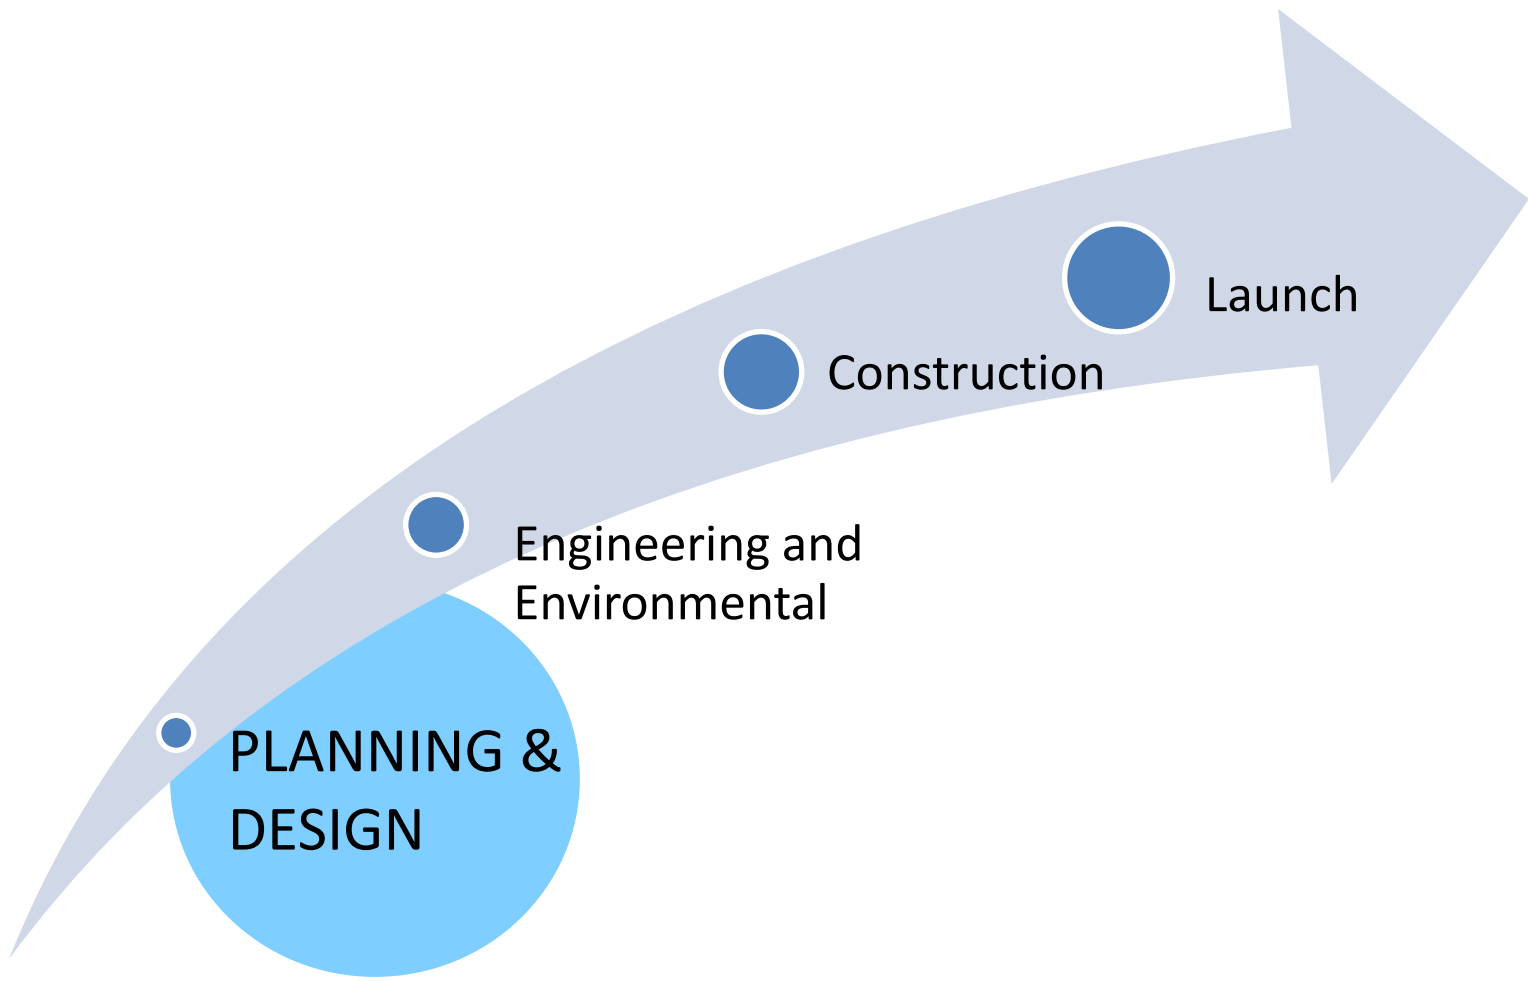 Launch
Construction
Engineering and
Environmental
PLANNING &
DESIGN